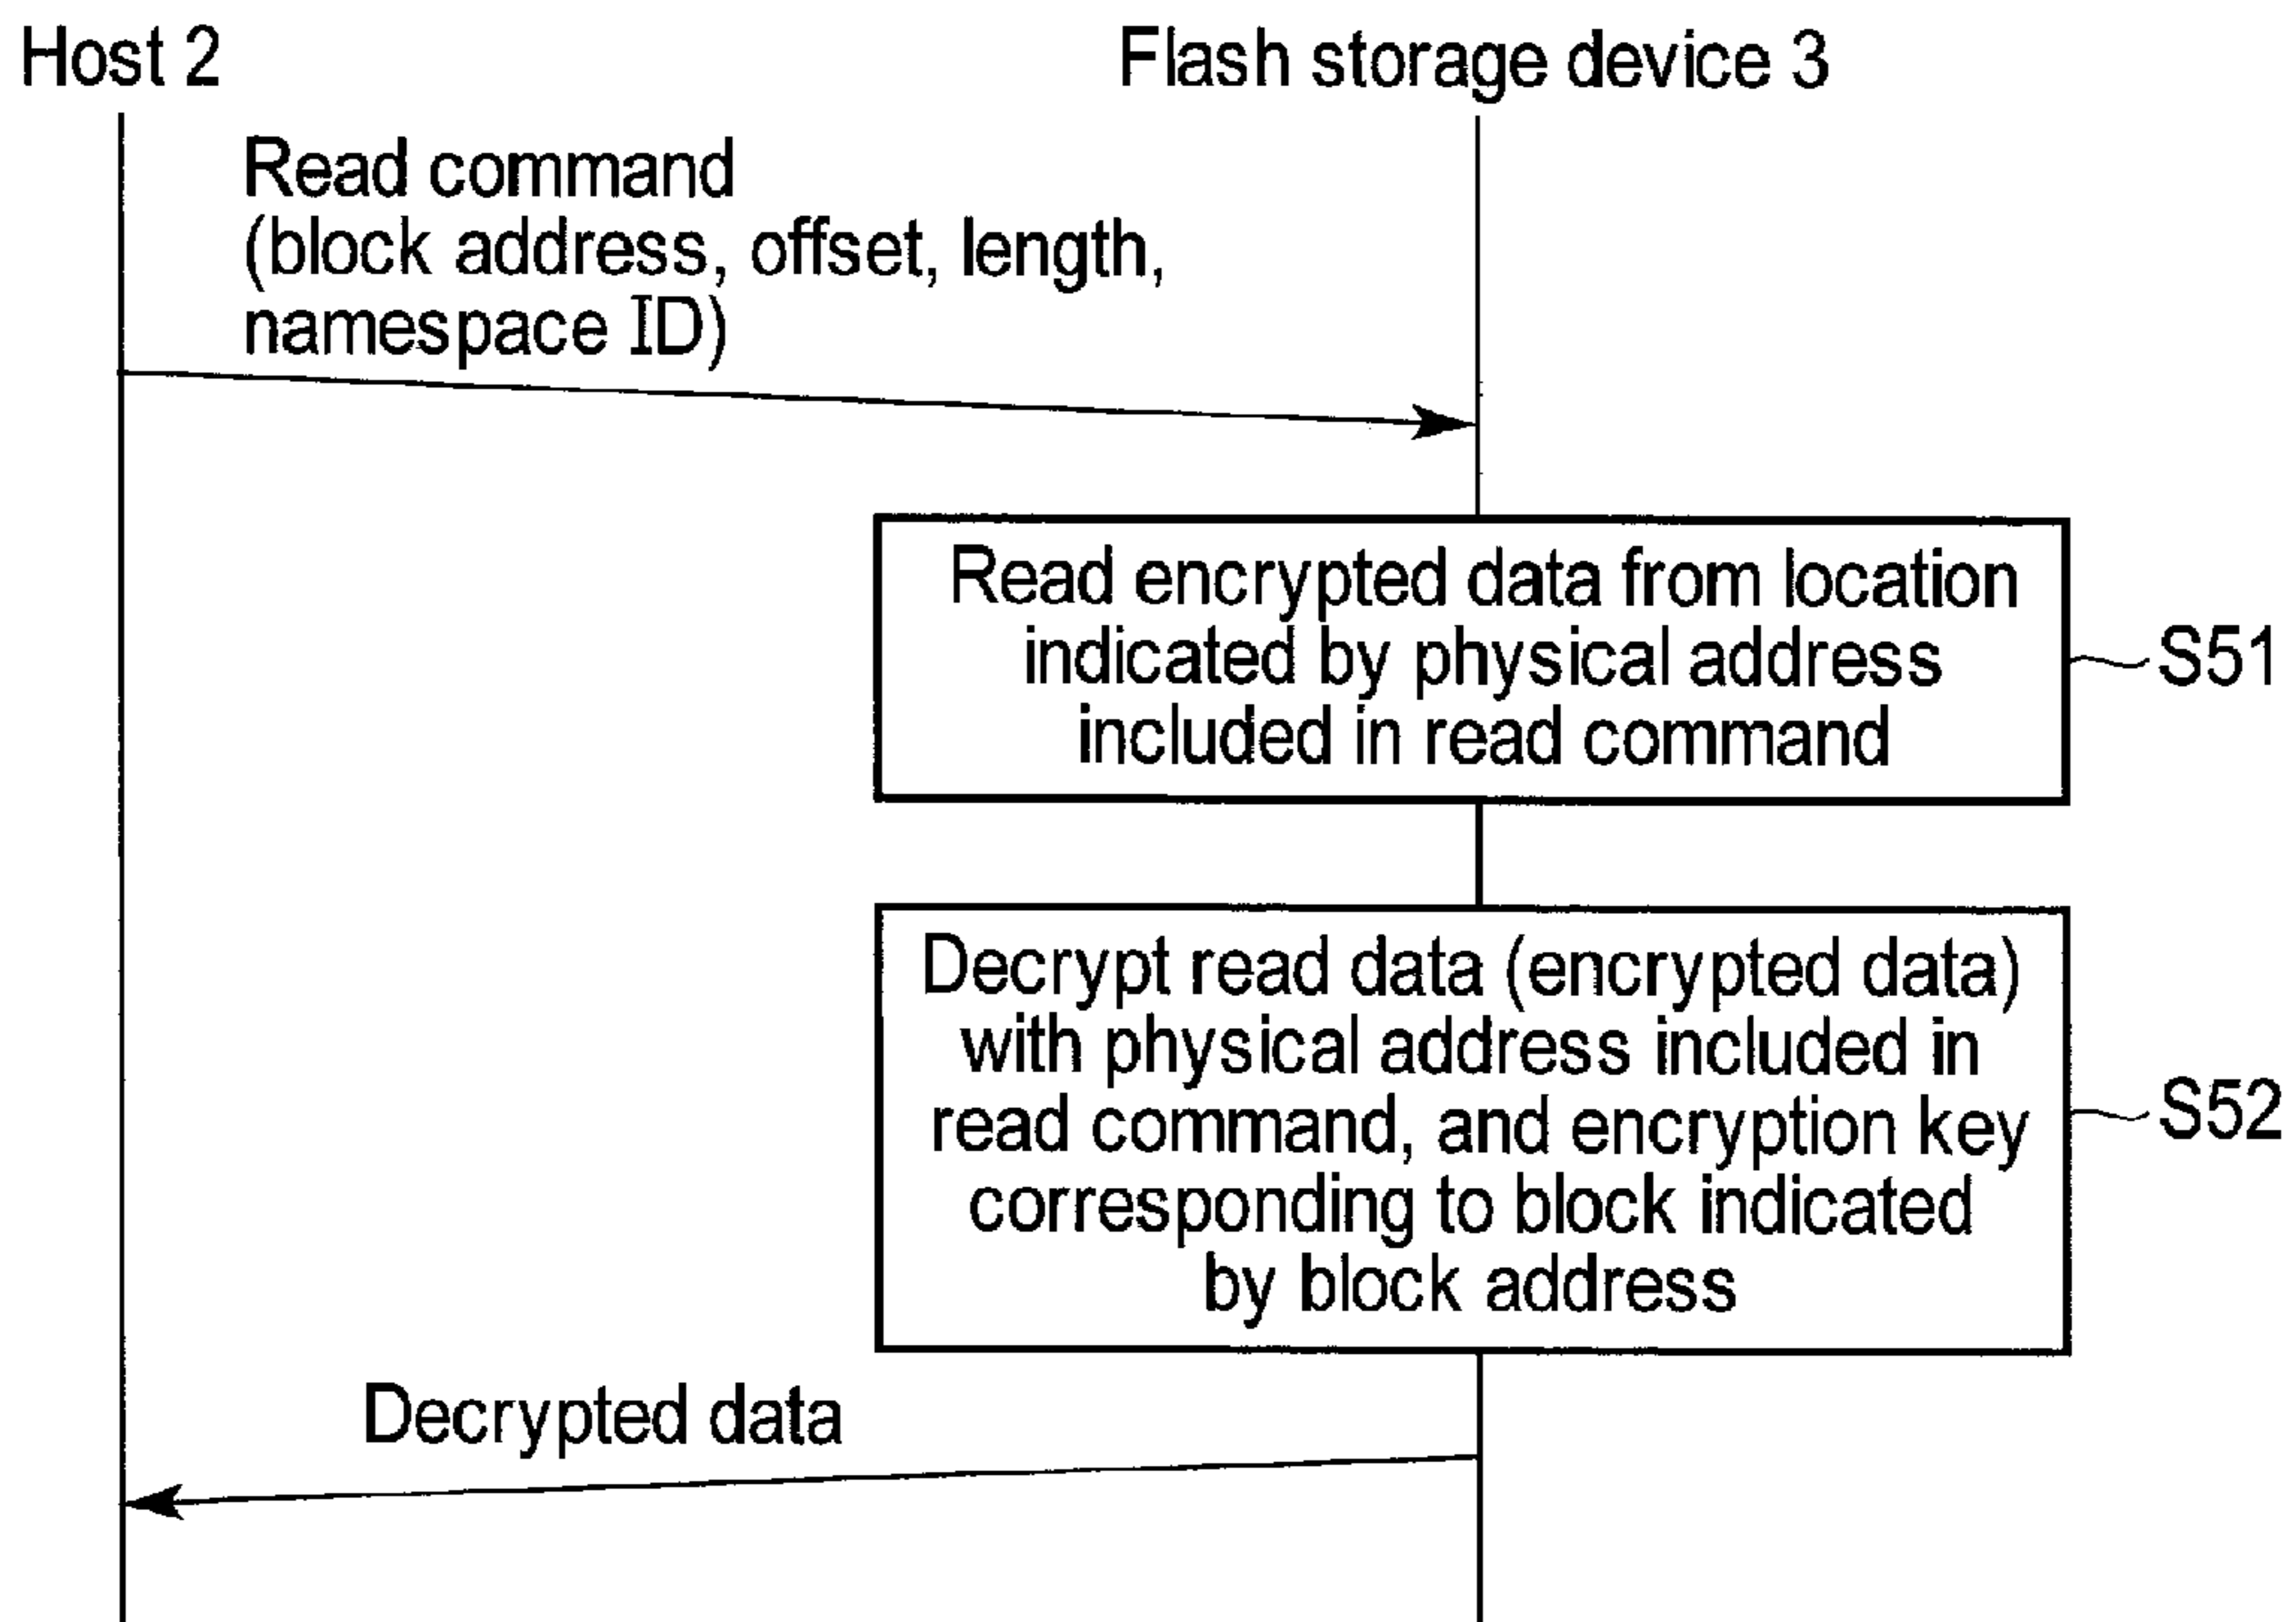 Host 2
Flash storage device 3
Read command
(block address, offset, length,
namespace ID)
Read encrypted data from location
indicated by physical address
included in read command
S51
Decrypt read data (encrypted data)
with physical address included in
read command, and encryption key
corresponding to block indicated
by block address
S52
Decrypted data